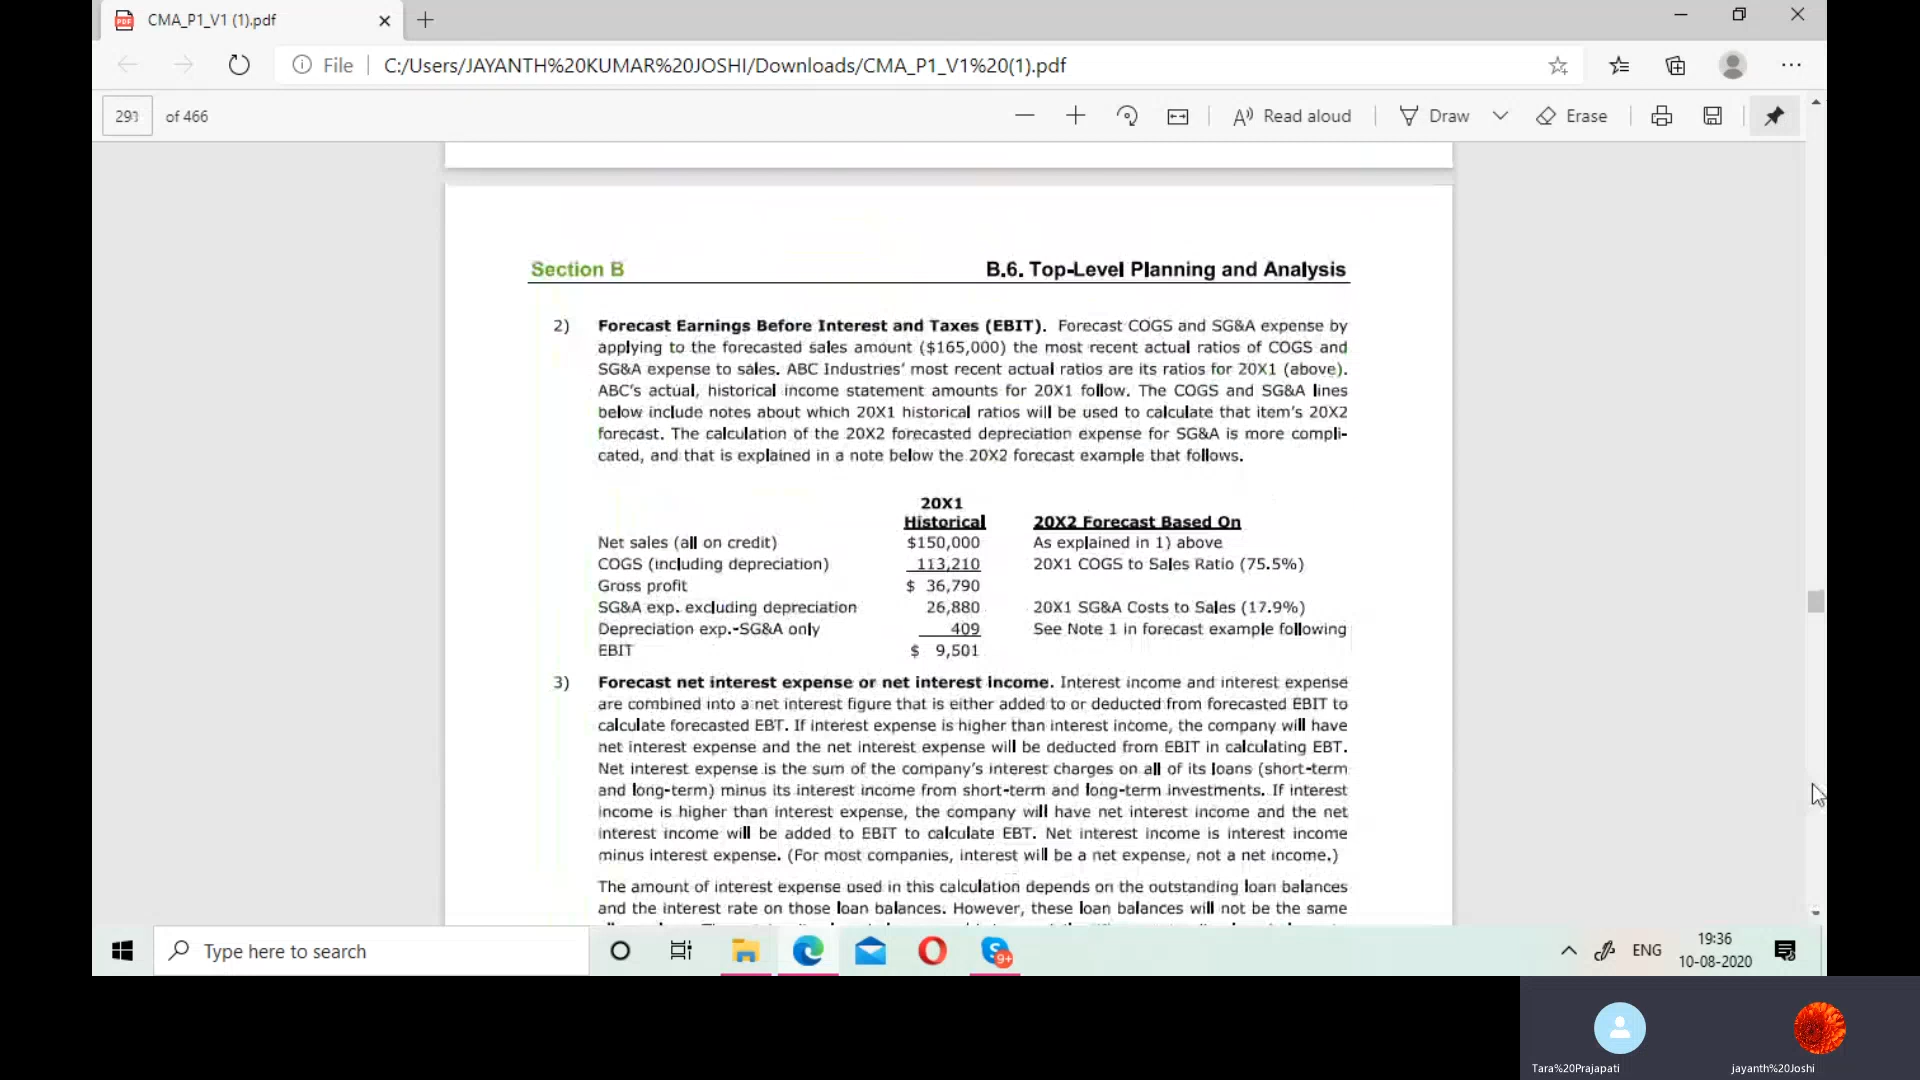 CMA_P1_V1 (1).pdf
File
C:/Users/JAYANTH%20KUMAR%20JOSHI/Downloads/CMA_P1_V1%20(1).pdf
of 466
Read aloud
Draw
Erase
Section B
B.6. Top-Level Planning and Analysis
2) Forecast Earnings Before Interest and Taxes (EBIT). Forecast COGS and SG&A expense by
applying to the forecasted sales amount ($165,000) the most recent actual ratios of COGS and
SG&A expense to sales. ABC Industries' most recent actual ratios are its ratios for 20X1 (above).
ABC's actual, historical income statement amounts for 20X1 follow. The COGS and SG&A lines
below include notes about which 20X1 historical ratios will be used to calculate that item's 20X2
forecast. The calculation of the 20X2 forecasted depreciation expense for SG&A is more compli-
cated, and that is explained in a note below the 20X2 forecast example that follows.
20X1
Historical 20X2 Forecast Based On
Net sales (all on credit) $150,000 As explained in 1) above
COGS (including depreciation) 113,210 20X1 COGS to Sales Ratio (75.5%)
Gross profit $ 36,790
SG&A exp. excluding depreciation 26,880 20X1 SG&A Costs to Sales (17.9%)
Depreciation exp.-SG&A only 409 See Note 1 in forecast example following
EBIT $ 9,501
3) Forecast net interest expense or net interest income. Interest income and interest expense
are combined into a net interest figure that is either added to or deducted from forecasted EBIT to
calculate forecasted EBT. If interest expense is higher than interest income, the company will have
net interest expense and the net interest expense will be deducted from EBIT in calculating EBT.
Net interest expense is the sum of the company's interest charges on all of its loans (short-term
and long-term) minus its interest income from short-term and long-term investments. If interest
income is higher than interest expense, the company will have net interest income and the net
interest income will be added to EBIT to calculate EBT. Net interest income is interest income
minus interest expense. (For most companies, interest will be a net expense, not a net income.)
The amount of interest expense used in this calculation depends on the outstanding loan balances
and the interest rate on those loan balances. However, these loan balances will not be the same
Type here to search
9+
ENG
19:36
10-08-2020
Tara%20Prajapati
jayanth%20Joshi